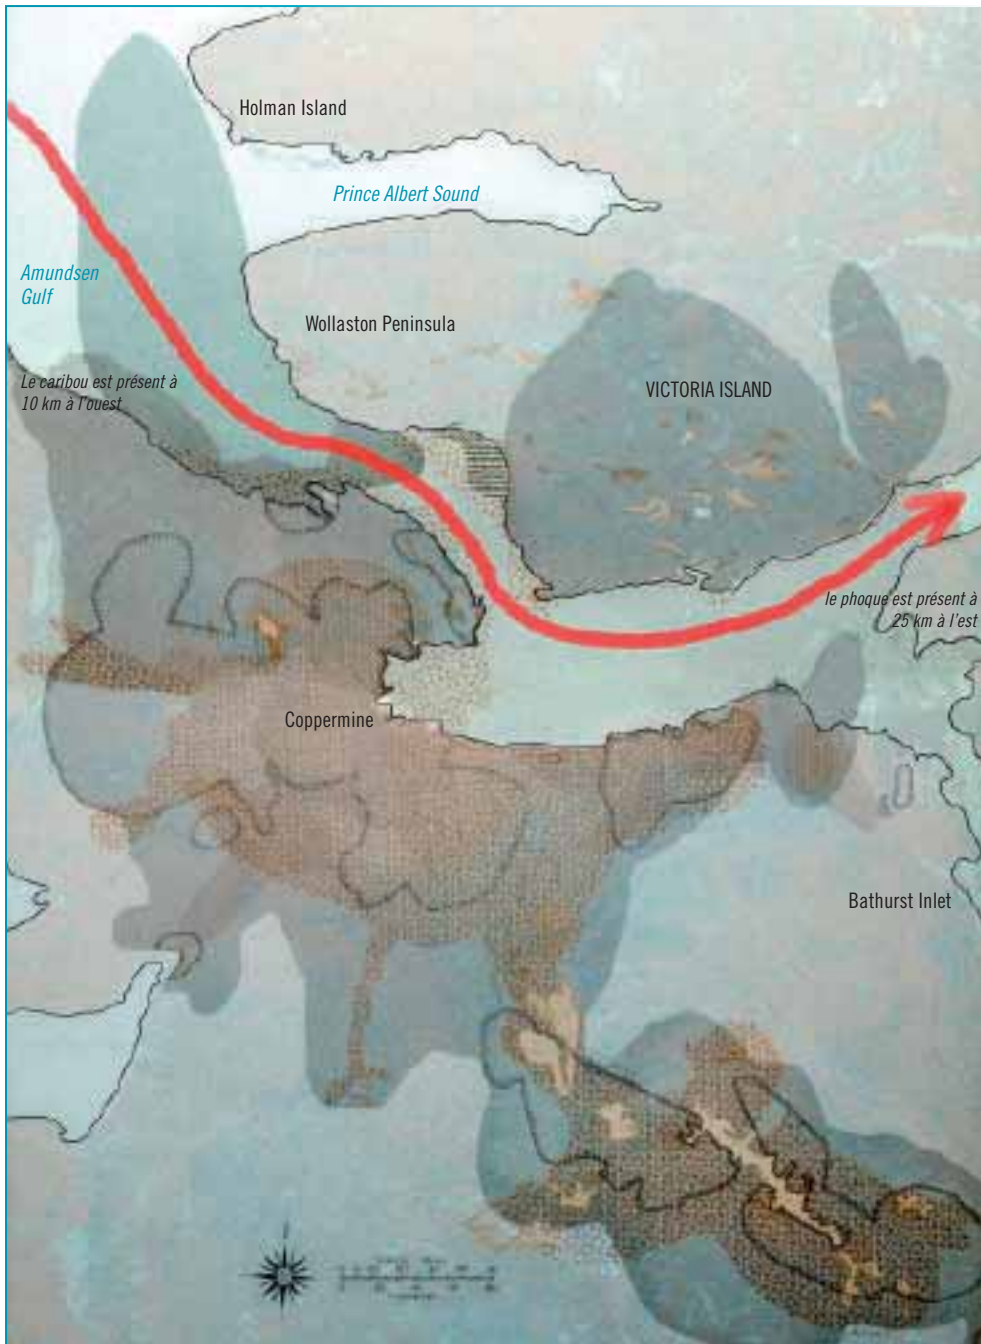 Holman Island
Prince Albert Sound
Amundsen
Gulf
Wollaston Peninsula
Le caribou est présent à
10 km à l'ouest
VICTORIA ISLAND
le phoque est présent à
25 km à l'est
Coppermine
Bathurst Inlet